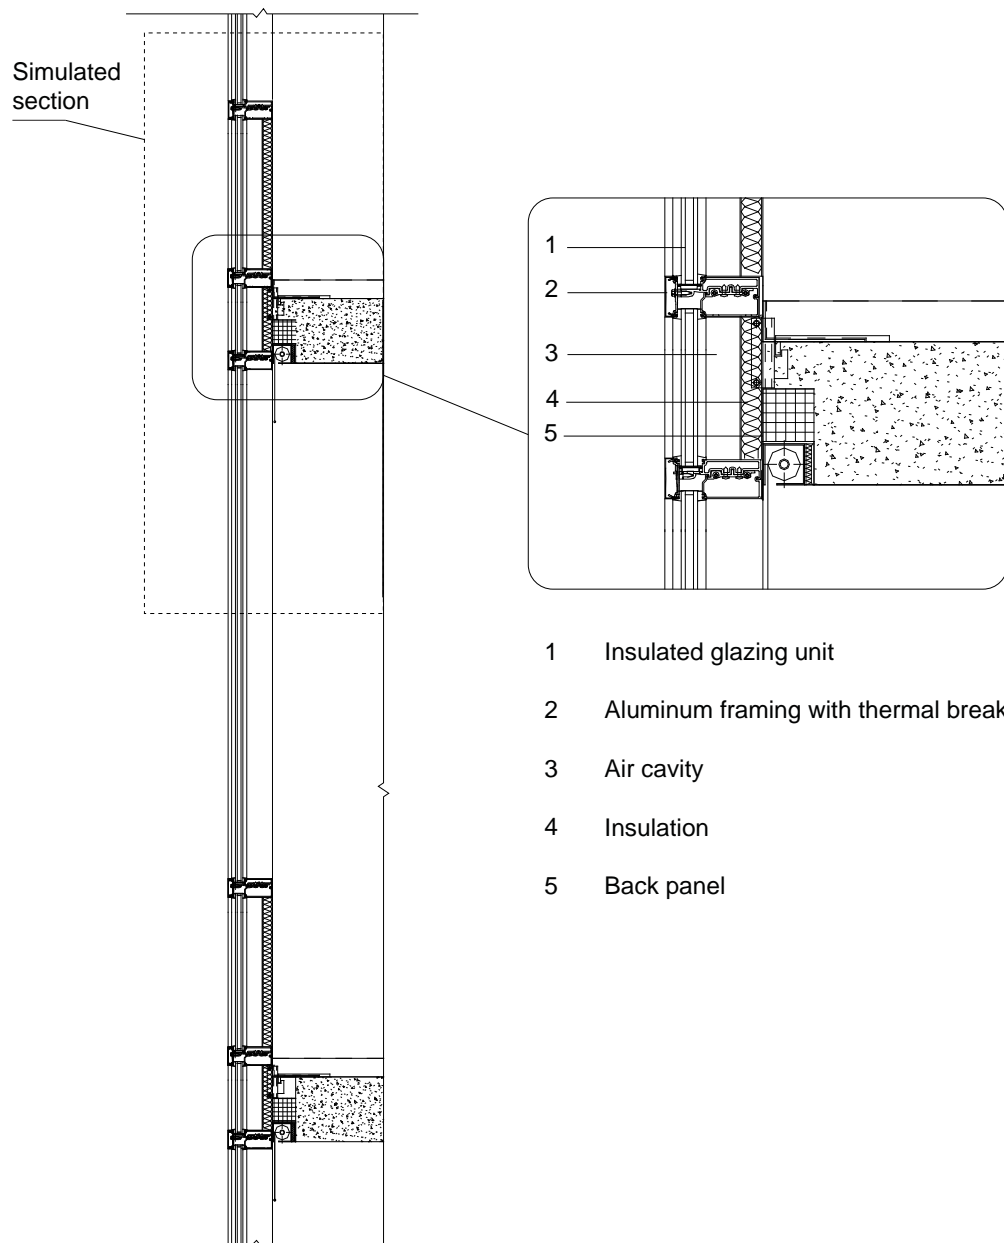 Simulated
section
1
2
3
4
5
1 Insulated glazing unit
2 Aluminum framing with thermal break
3 Air cavity
4 Insulation
5 Back panel